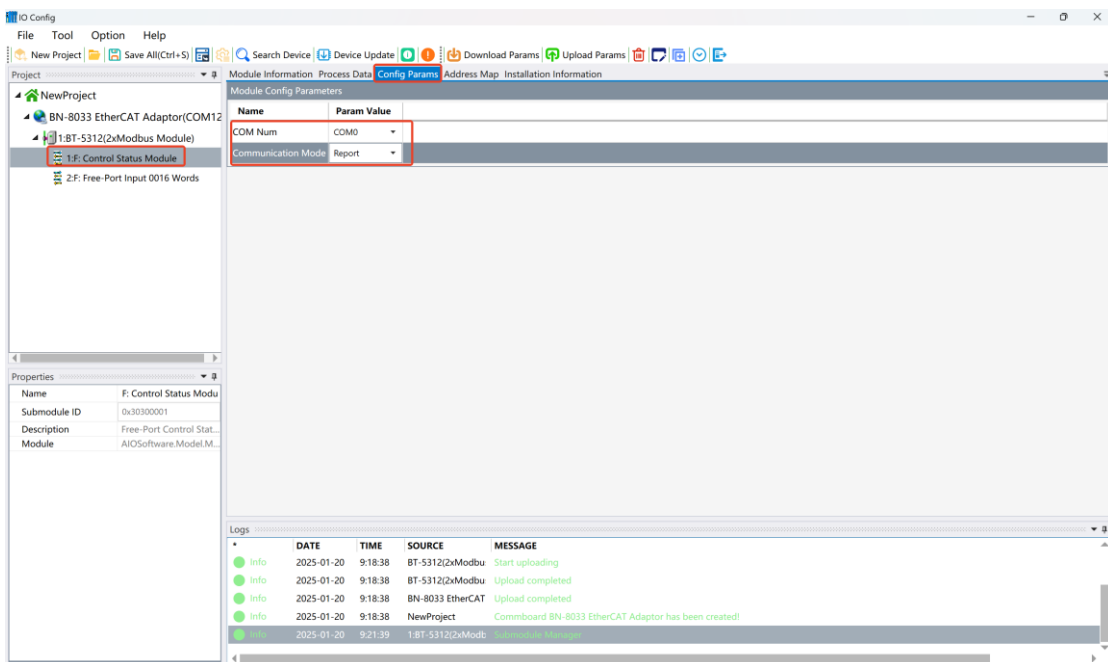 IO Config
File Tool Option Help
New Project Save All(Ctrl+S) Search Device Device Update Download Params Upload Params
Project
NewProject
BN-8033 EtherCAT Adaptor(COM12
1:BT-5312(2xModbus Module)
1:F: Control Status Module
2:F: Free-Port Input 0016 Words
Module Information Process Data Config Params Address Map Installation Information
Module Config Parameters
Name Param Value
COM Num COM0
Communication Mode Report
Properties
Name F: Control Status Modu
Submodule ID 0x30300001
Description Free-Port Control Stat...
Module AIOSoftware.Model.M...
Logs
* DATE TIME SOURCE MESSAGE
Info 2025-01-20 9:18:38 BT-5312(2xModbu: Start uploading
Info 2025-01-20 9:18:38 BT-5312(2xModbu: Upload completed
Info 2025-01-20 9:18:38 BN-8033 EtherCAT Upload completed
Info 2025-01-20 9:18:38 NewProject Commboard BN-8033 EtherCAT Adaptor has been created!
Info 2025-01-20 9:21:39 1:BT-5312(2xModb Submodule Manager